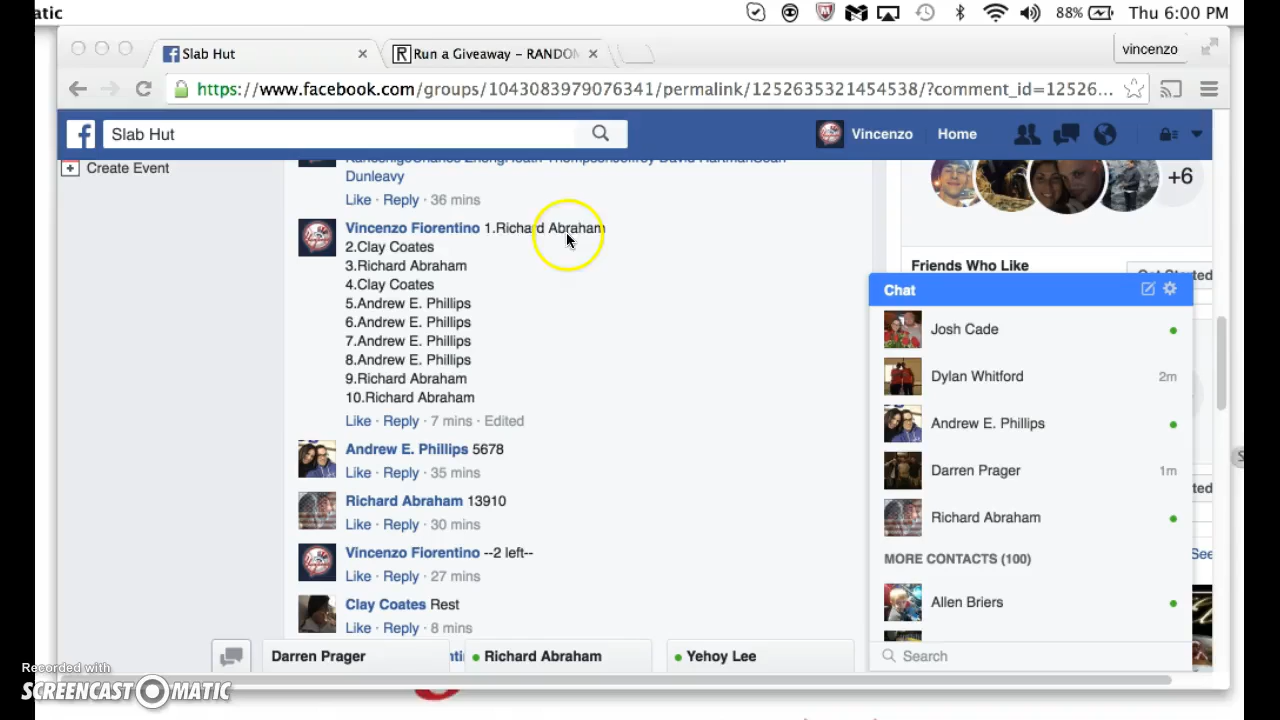 atic
88%
Thu 6:00 PM
Slab Hut
Run a Giveaway – RANDON
vincenzo
https://www.facebook.com/groups/1043083979076341/permalink/1252635321454538/?comment_id=12526...
Slab Hut
Vincenzo
Home
Create Event
Dunleavy
Like · Reply · 36 mins
+6
Vincenzo Fiorentino 1.Richard Abraham
2.Clay Coates
3.Richard Abraham
4.Clay Coates
5.Andrew E. Phillips
6.Andrew E. Phillips
7.Andrew E. Phillips
8.Andrew E. Phillips
9.Richard Abraham
10.Richard Abraham
Like · Reply · 7 mins · Edited
Andrew E. Phillips 5678
Like · Reply · 35 mins
Richard Abraham 13910
Like · Reply · 30 mins
Vincenzo Fiorentino --2 left--
Like · Reply · 27 mins
Clay Coates Rest
Like · Reply · 8 mins
Friends Who Like
Chat
Josh Cade
Dylan Whitford 2m
Andrew E. Phillips
Darren Prager 1m
Richard Abraham
MORE CONTACTS (100)
See
Allen Briers
Search
Darren Prager
Richard Abraham
Yehoy Lee
Recorded with
SCREENCAST-O-MATIC